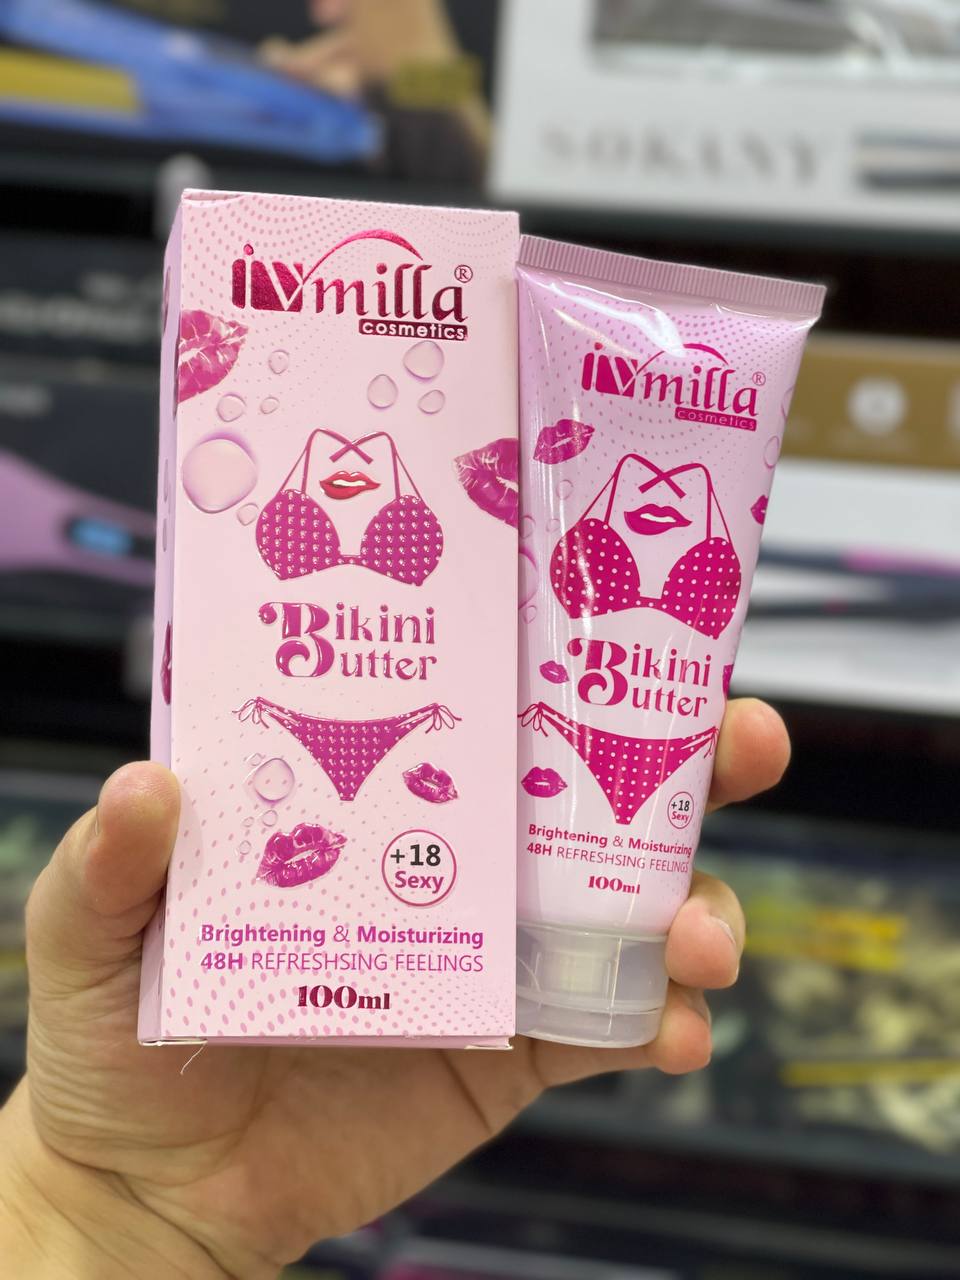 ivmilla®
cosmetics
Bikini
Butter
+18
Sexy
Brightening & Moisturizing
48H REFRESHSING FEELINGS
100ml
ivmilla®
cosmetics
Bikini
Butter
+18
Sexy
Brightening & Moisturizing
48H REFRESHSING FEELINGS
100ml
SOKANY